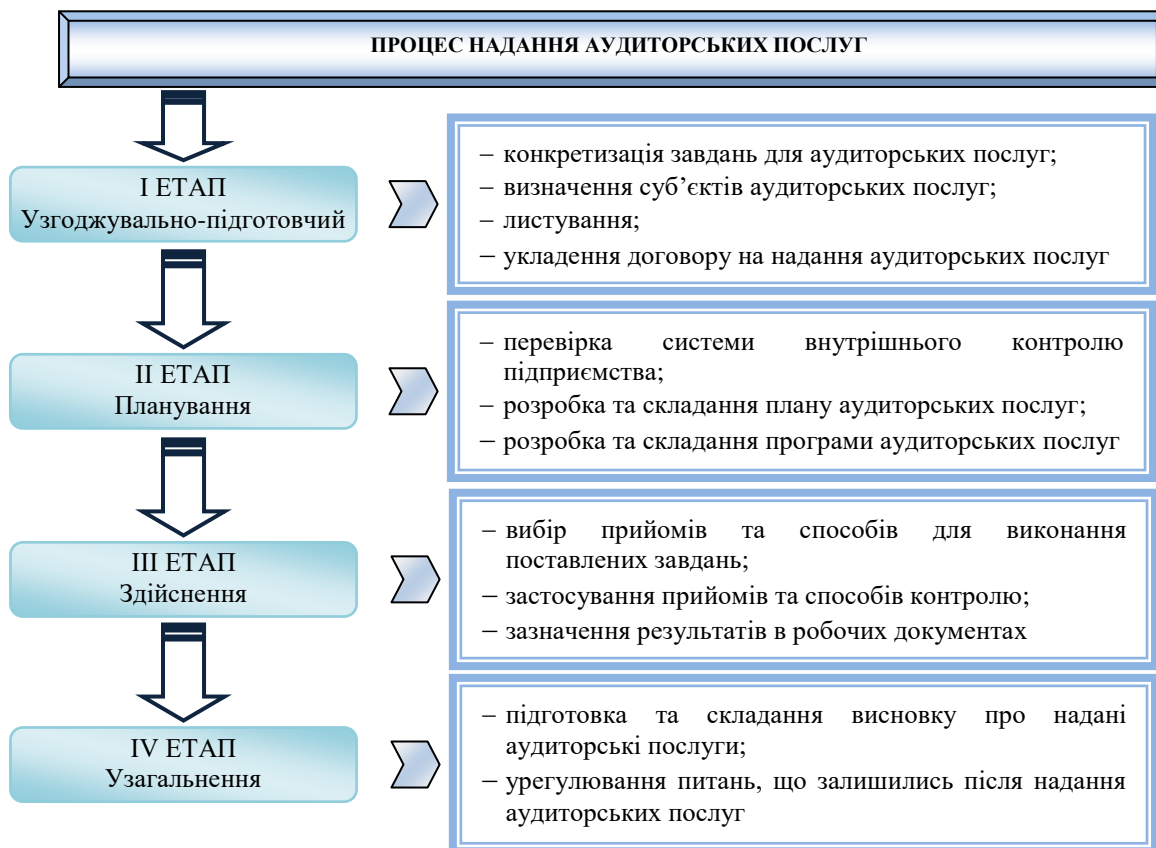 ПРОЦЕС НАДАННЯ АУДИТОРСЬКИХ ПОСЛУГ
І ЕТАП
Узгоджувально-підготовчий
– конкретизація завдань для аудиторських послуг;
– визначення суб’єктів аудиторських послуг;
– листування;
– укладення договору на надання аудиторських послуг
ІІ ЕТАП
Планування
– перевірка системи внутрішнього контролю
підприємства;
– розробка та складання плану аудиторських послуг;
– розробка та складання програми аудиторських послуг
ІІІ ЕТАП
Здійснення
– вибір прийомів та способів для виконання
поставлених завдань;
– застосування прийомів та способів контролю;
– зазначення результатів в робочих документах
IV ЕТАП
Узагальнення
– підготовка та складання висновку про надані
аудиторські послуги;
– урегулювання питань, що залишились після надання
аудиторських послуг